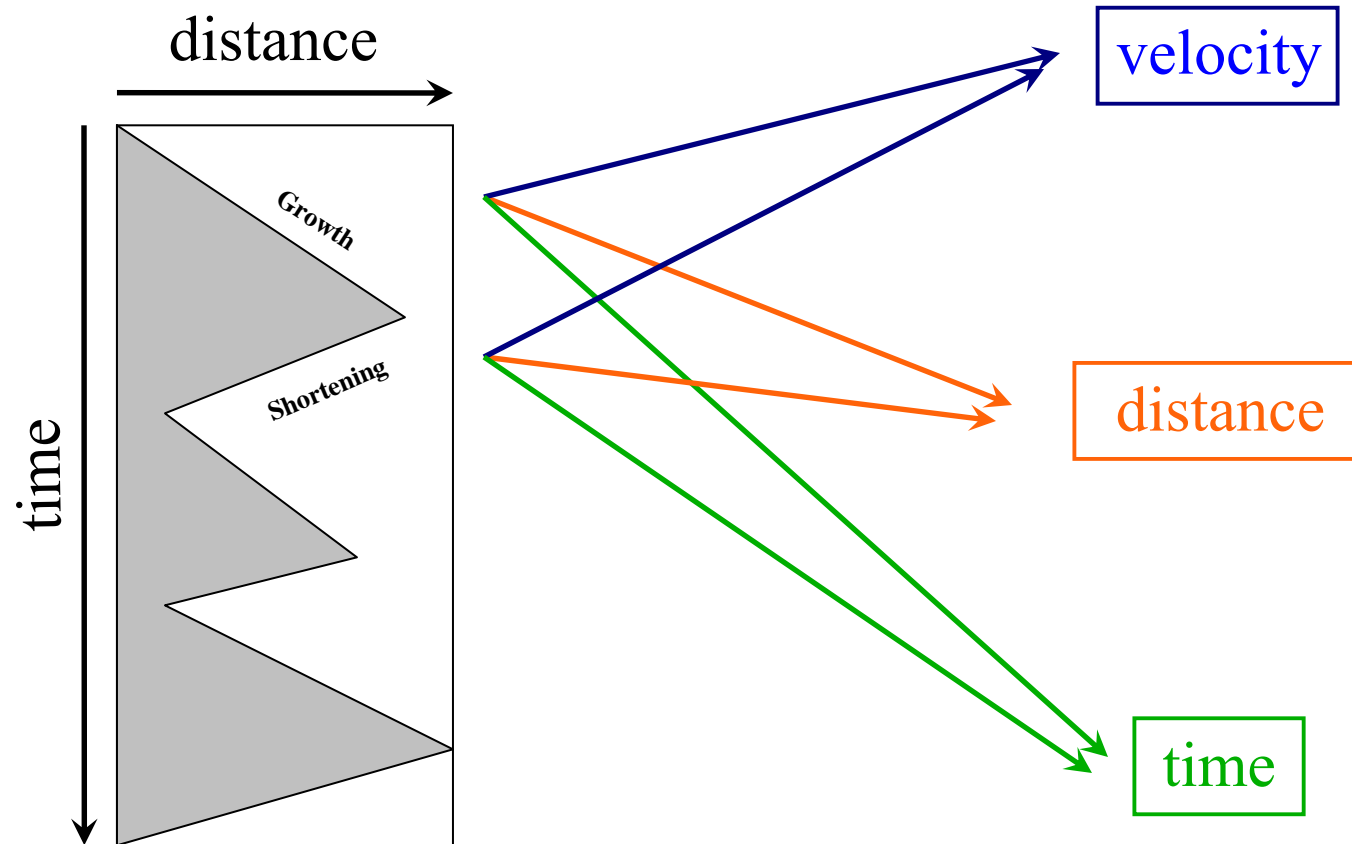 distance
velocity
Growth
Shortening
distance
time
time